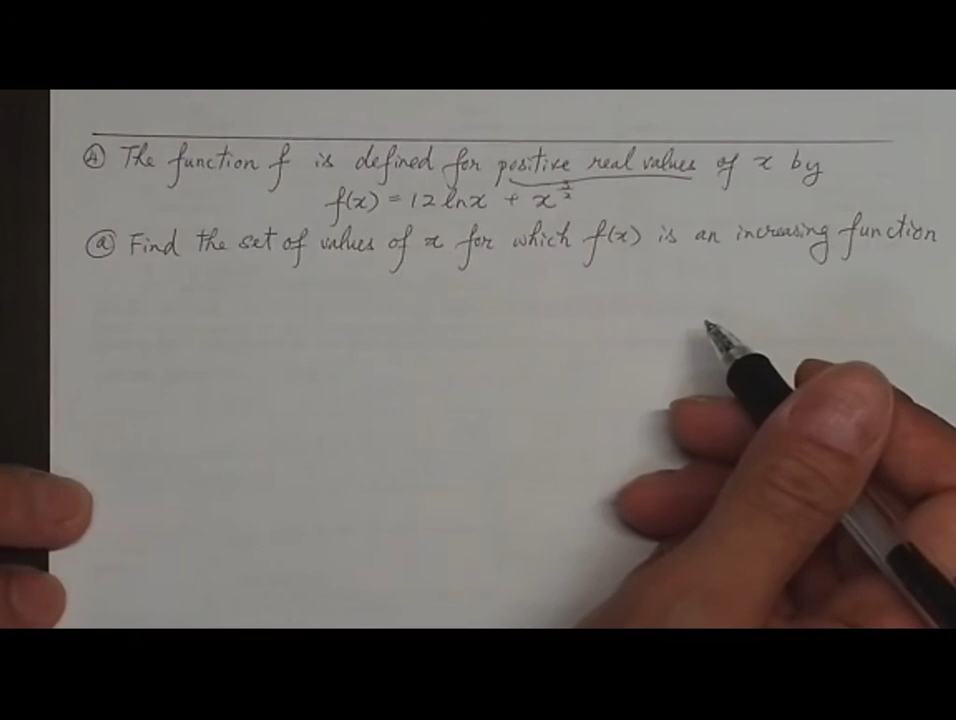 ④ The function f is defined for positive real values of x by
f(x) = 12 ln x + x^(3/2)
ⓐ Find the set of values of x for which f(x) is an increasing function